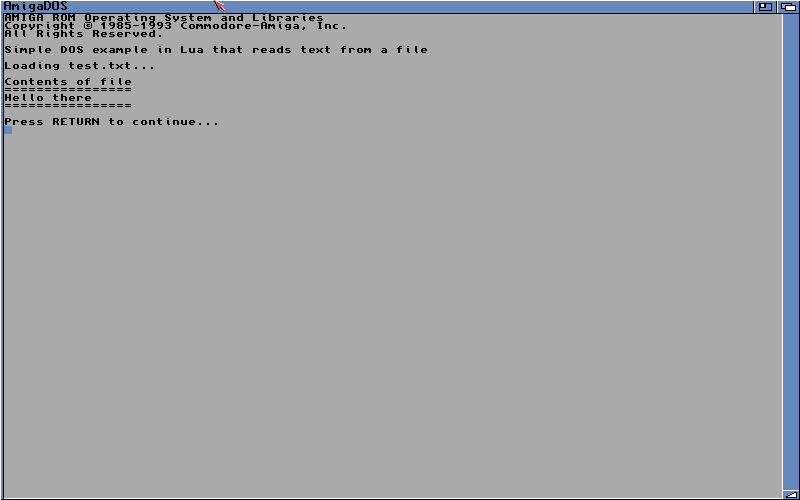 AmigaDOS
AMIGA ROM Operating System and Libraries
Copyright © 1985-1993 Commodore-Amiga, Inc.
All Rights Reserved.
Simple DOS example in Lua that reads text from a file
Loading test.txt...
Contents of file
================
Hello there
================
Press RETURN to continue...